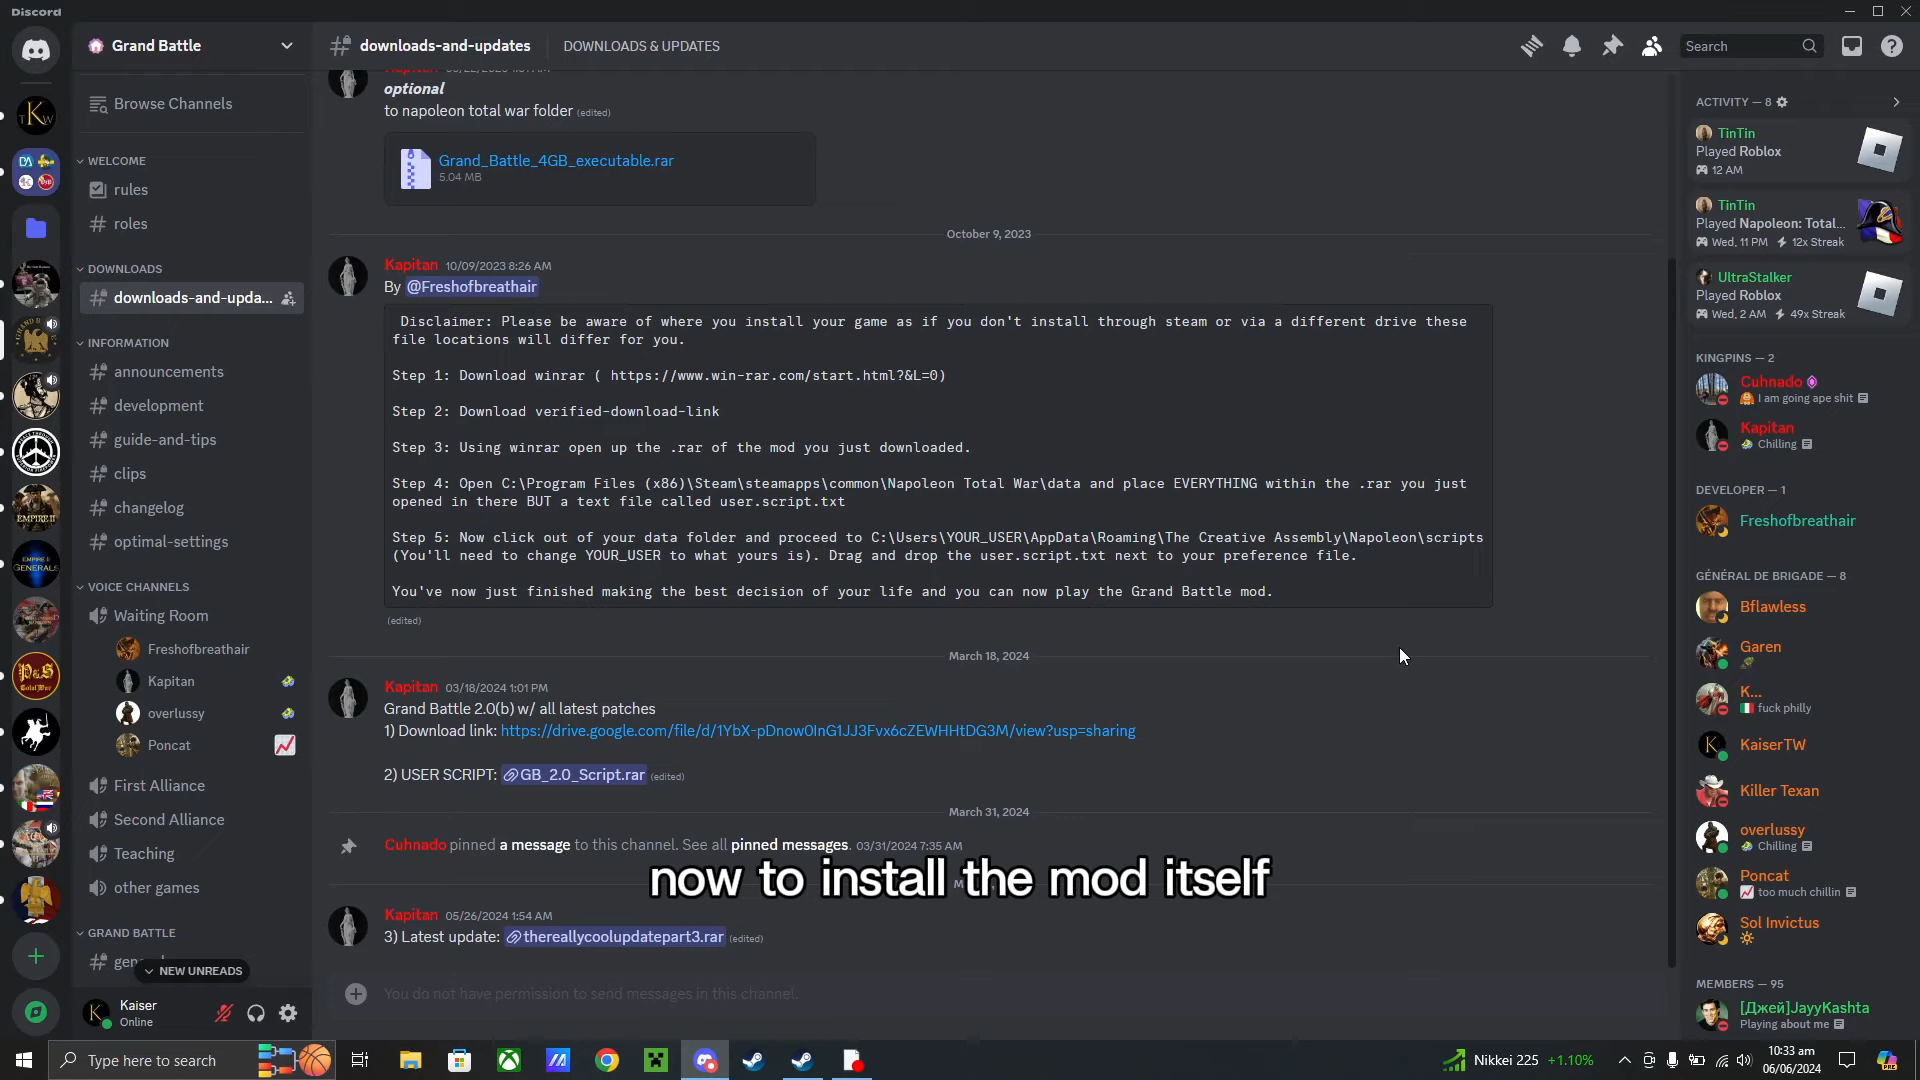 Discord
Grand Battle
downloads-and-updates
DOWNLOADS & UPDATES
Search
Browse Channels
WELCOME
rules
roles
DOWNLOADS
downloads-and-upda...
INFORMATION
announcements
development
guide-and-tips
clips
changelog
optimal-settings
VOICE CHANNELS
Waiting Room
Freshofbreathair
Kapitan
overlussy
Poncat
First Alliance
Second Alliance
Teaching
other games
GRAND BATTLE
NEW UNREADS
Kaiser
Online
optional
to napoleon total war folder (edited)
Grand_Battle_4GB_executable.rar
5.04 MB
October 9, 2023
Kapitan 10/09/2023 8:26 AM
By @Freshofbreathair
Disclaimer: Please be aware of where you install your game as if you don't install through steam or via a different drive these
file locations will differ for you.
Step 1: Download winrar ( https://www.win-rar.com/start.html?&L=0)
Step 2: Download verified-download-link
Step 3: Using winrar open up the .rar of the mod you just downloaded.
Step 4: Open C:\Program Files (x86)\Steam\steamapps\common\Napoleon Total War\data and place EVERYTHING within the .rar you just
opened in there BUT a text file called user.script.txt
Step 5: Now click out of your data folder and proceed to C:\Users\YOUR_USER\AppData\Roaming\The Creative Assembly\Napoleon\scripts
(You'll need to change YOUR_USER to what yours is). Drag and drop the user.script.txt next to your preference file.
You've now just finished making the best decision of your life and you can now play the Grand Battle mod.
(edited)
March 18, 2024
Kapitan 03/18/2024 1:01 PM
Grand Battle 2.0(b) w/ all latest patches
1) Download link: https://drive.google.com/file/d/1YbX-pDnow0InG1JJ3Fvx6cZEWHHtDG3M/view?usp=sharing
2) USER SCRIPT: GB_2.0_Script.rar (edited)
March 31, 2024
Cuhnado pinned a message to this channel. See all pinned messages. 03/31/2024 7:35 AM
now to install the mod itself
Kapitan 05/26/2024 1:54 AM
3) Latest update: thereallycoolupdatepart3.rar (edited)
You do not have permission to send messages in this channel.
ACTIVITY — 8
TinTin
Played Roblox
12 AM
TinTin
Played Napoleon: Total...
Wed, 11 PM 12x Streak
UltraStalker
Played Roblox
Wed, 2 AM 49x Streak
KINGPINS — 2
Cuhnado
I am going ape shit
Kapitan
Chilling
DEVELOPER — 1
Freshofbreathair
GÉNÉRAL DE BRIGADE — 8
Bflawless
Garen
K...
fuck philly
KaiserTW
Killer Texan
overlussy
Chilling
Poncat
too much chillin
Sol Invictus
MEMBERS — 95
[Джей]JayyKashta
Playing about me
Type here to search
Nikkei 225 +1.10%
10:33 am
06/06/2024